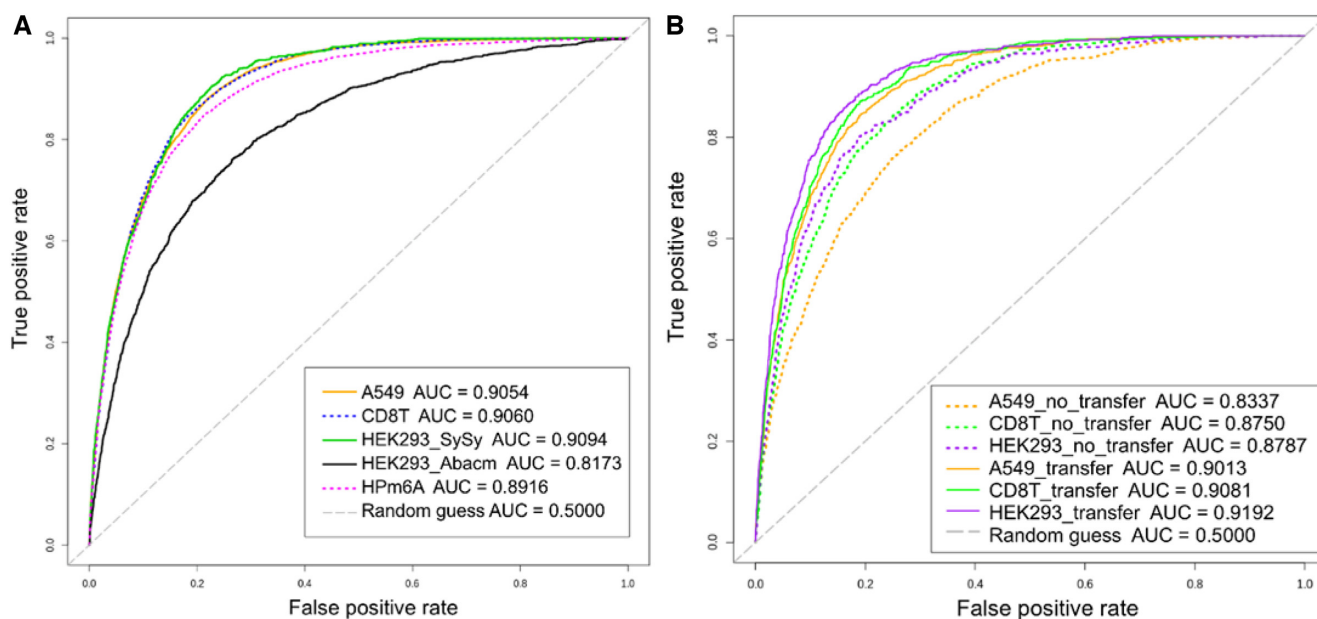 A
True positive rate
1.0
0.8
0.6
0.4
0.2
0.0
A549 AUC = 0.9054
CD8T AUC = 0.9060
HEK293_SySy AUC = 0.9094
HEK293_Abacm AUC = 0.8173
HPm6A AUC = 0.8916
Random guess AUC = 0.5000
0.0 0.2 0.4 0.6 0.8 1.0
False positive rate
B
True positive rate
1.0
0.8
0.6
0.4
0.2
0.0
A549_no_transfer AUC = 0.8337
CD8T_no_transfer AUC = 0.8750
HEK293_no_transfer AUC = 0.8787
A549_transfer AUC = 0.9013
CD8T_transfer AUC = 0.9081
HEK293_transfer AUC = 0.9192
Random guess AUC = 0.5000
0.0 0.2 0.4 0.6 0.8 1.0
False positive rate